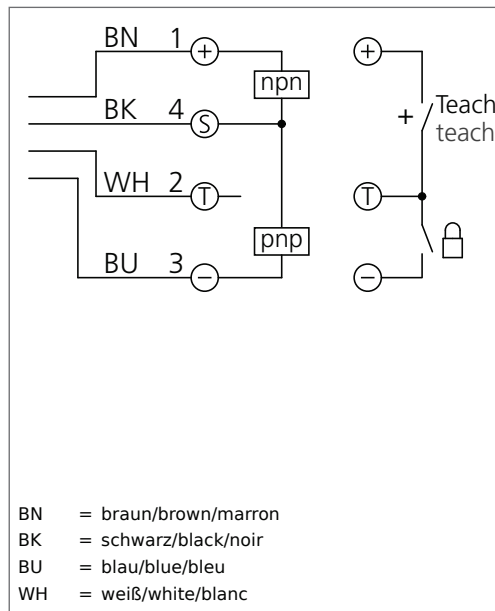 BN 1 +
npn
BK 4 S
WH 2 T
pnp
BU 3 −
+
+ Teach
teach
T
−
BN = braun/brown/marron
BK = schwarz/black/noir
BU = blau/blue/bleu
WH = weiß/white/blanc